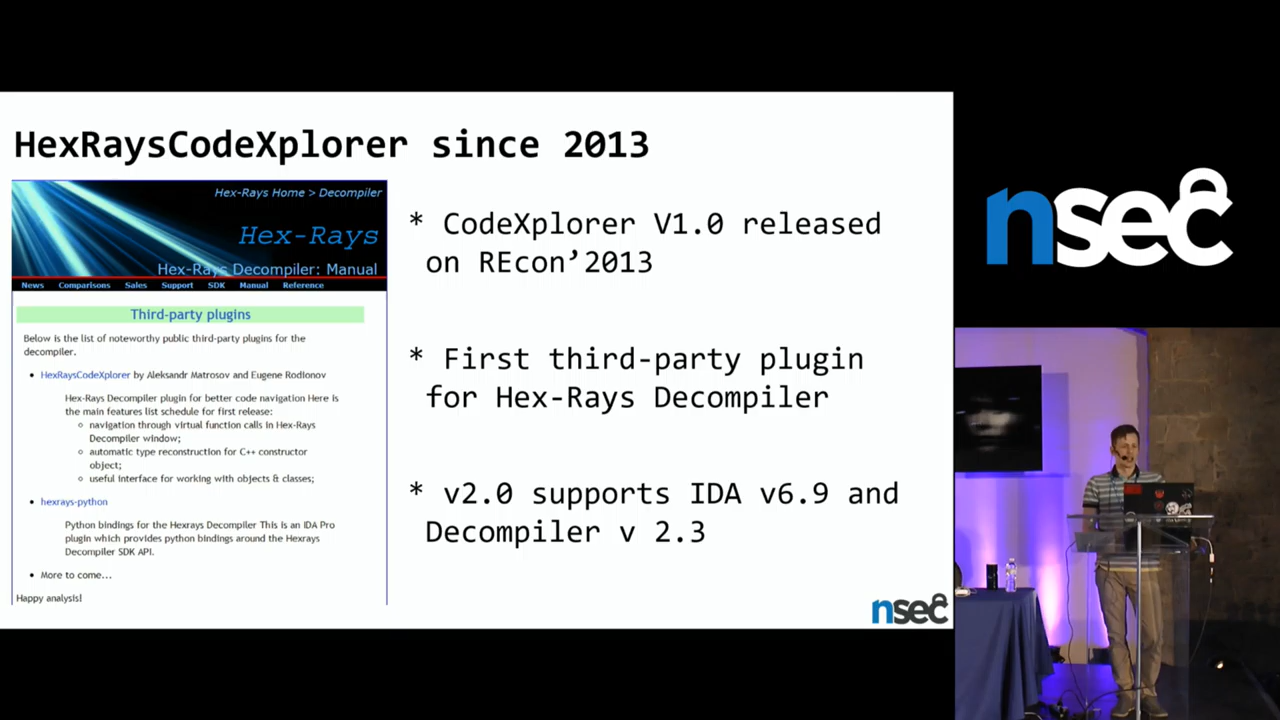 HexRaysCodeXplorer since 2013
Hex-Rays Home > Decompiler
Hex-Rays
Hex-Rays Decompiler: Manual
News Comparisons Sales Support SDK Manual Reference
Third-party plugins
Below is the list of noteworthy public third-party plugins for the
decompiler.
• HexRaysCodeXplorer by Aleksandr Matrosov and Eugene Rodionov
Hex-Rays Decompiler plugin for better code navigation Here is
the main features list schedule for first release:
◦ navigation through virtual function calls in Hex-Rays
Decompiler window;
◦ automatic type reconstruction for C++ constructor
object;
◦ useful interface for working with objects & classes;
• hexrays-python
Python bindings for the Hexrays Decompiler This is an IDA Pro
plugin which provides python bindings around the Hexrays
Decompiler SDK API.
• More to come...
Happy analysis!
* CodeXplorer V1.0 released
on REcon’2013
* First third-party plugin
for Hex-Rays Decompiler
* v2.0 supports IDA v6.9 and
Decompiler v 2.3
nsec
nsec